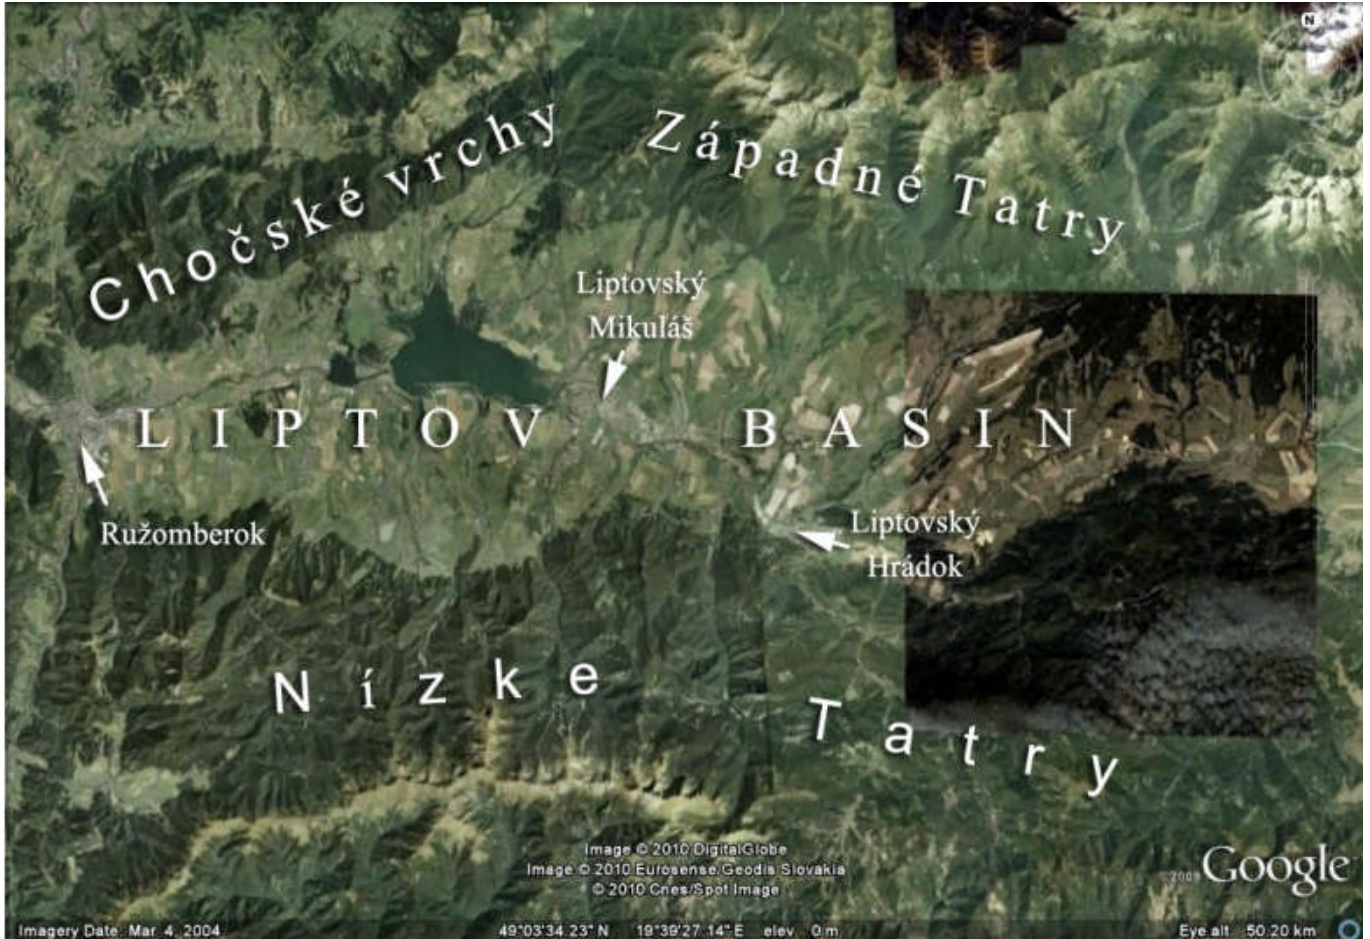 N
Chočské vrchy
Západné Tatry
Liptovský
Mikuláš
LIPTOV BASIN
Ružomberok
Liptovský
Hrádok
Nízke Tatry
Image © 2010 DigitalGlobe
Image © 2010 Eurosense/Geodis Slovakia
© 2010 Cnes/Spot Image
©2009 Google
Imagery Date: Mar 4, 2004 49°03'34.23" N 19°39'27.14" E elev 0 m Eye alt 50.20 km